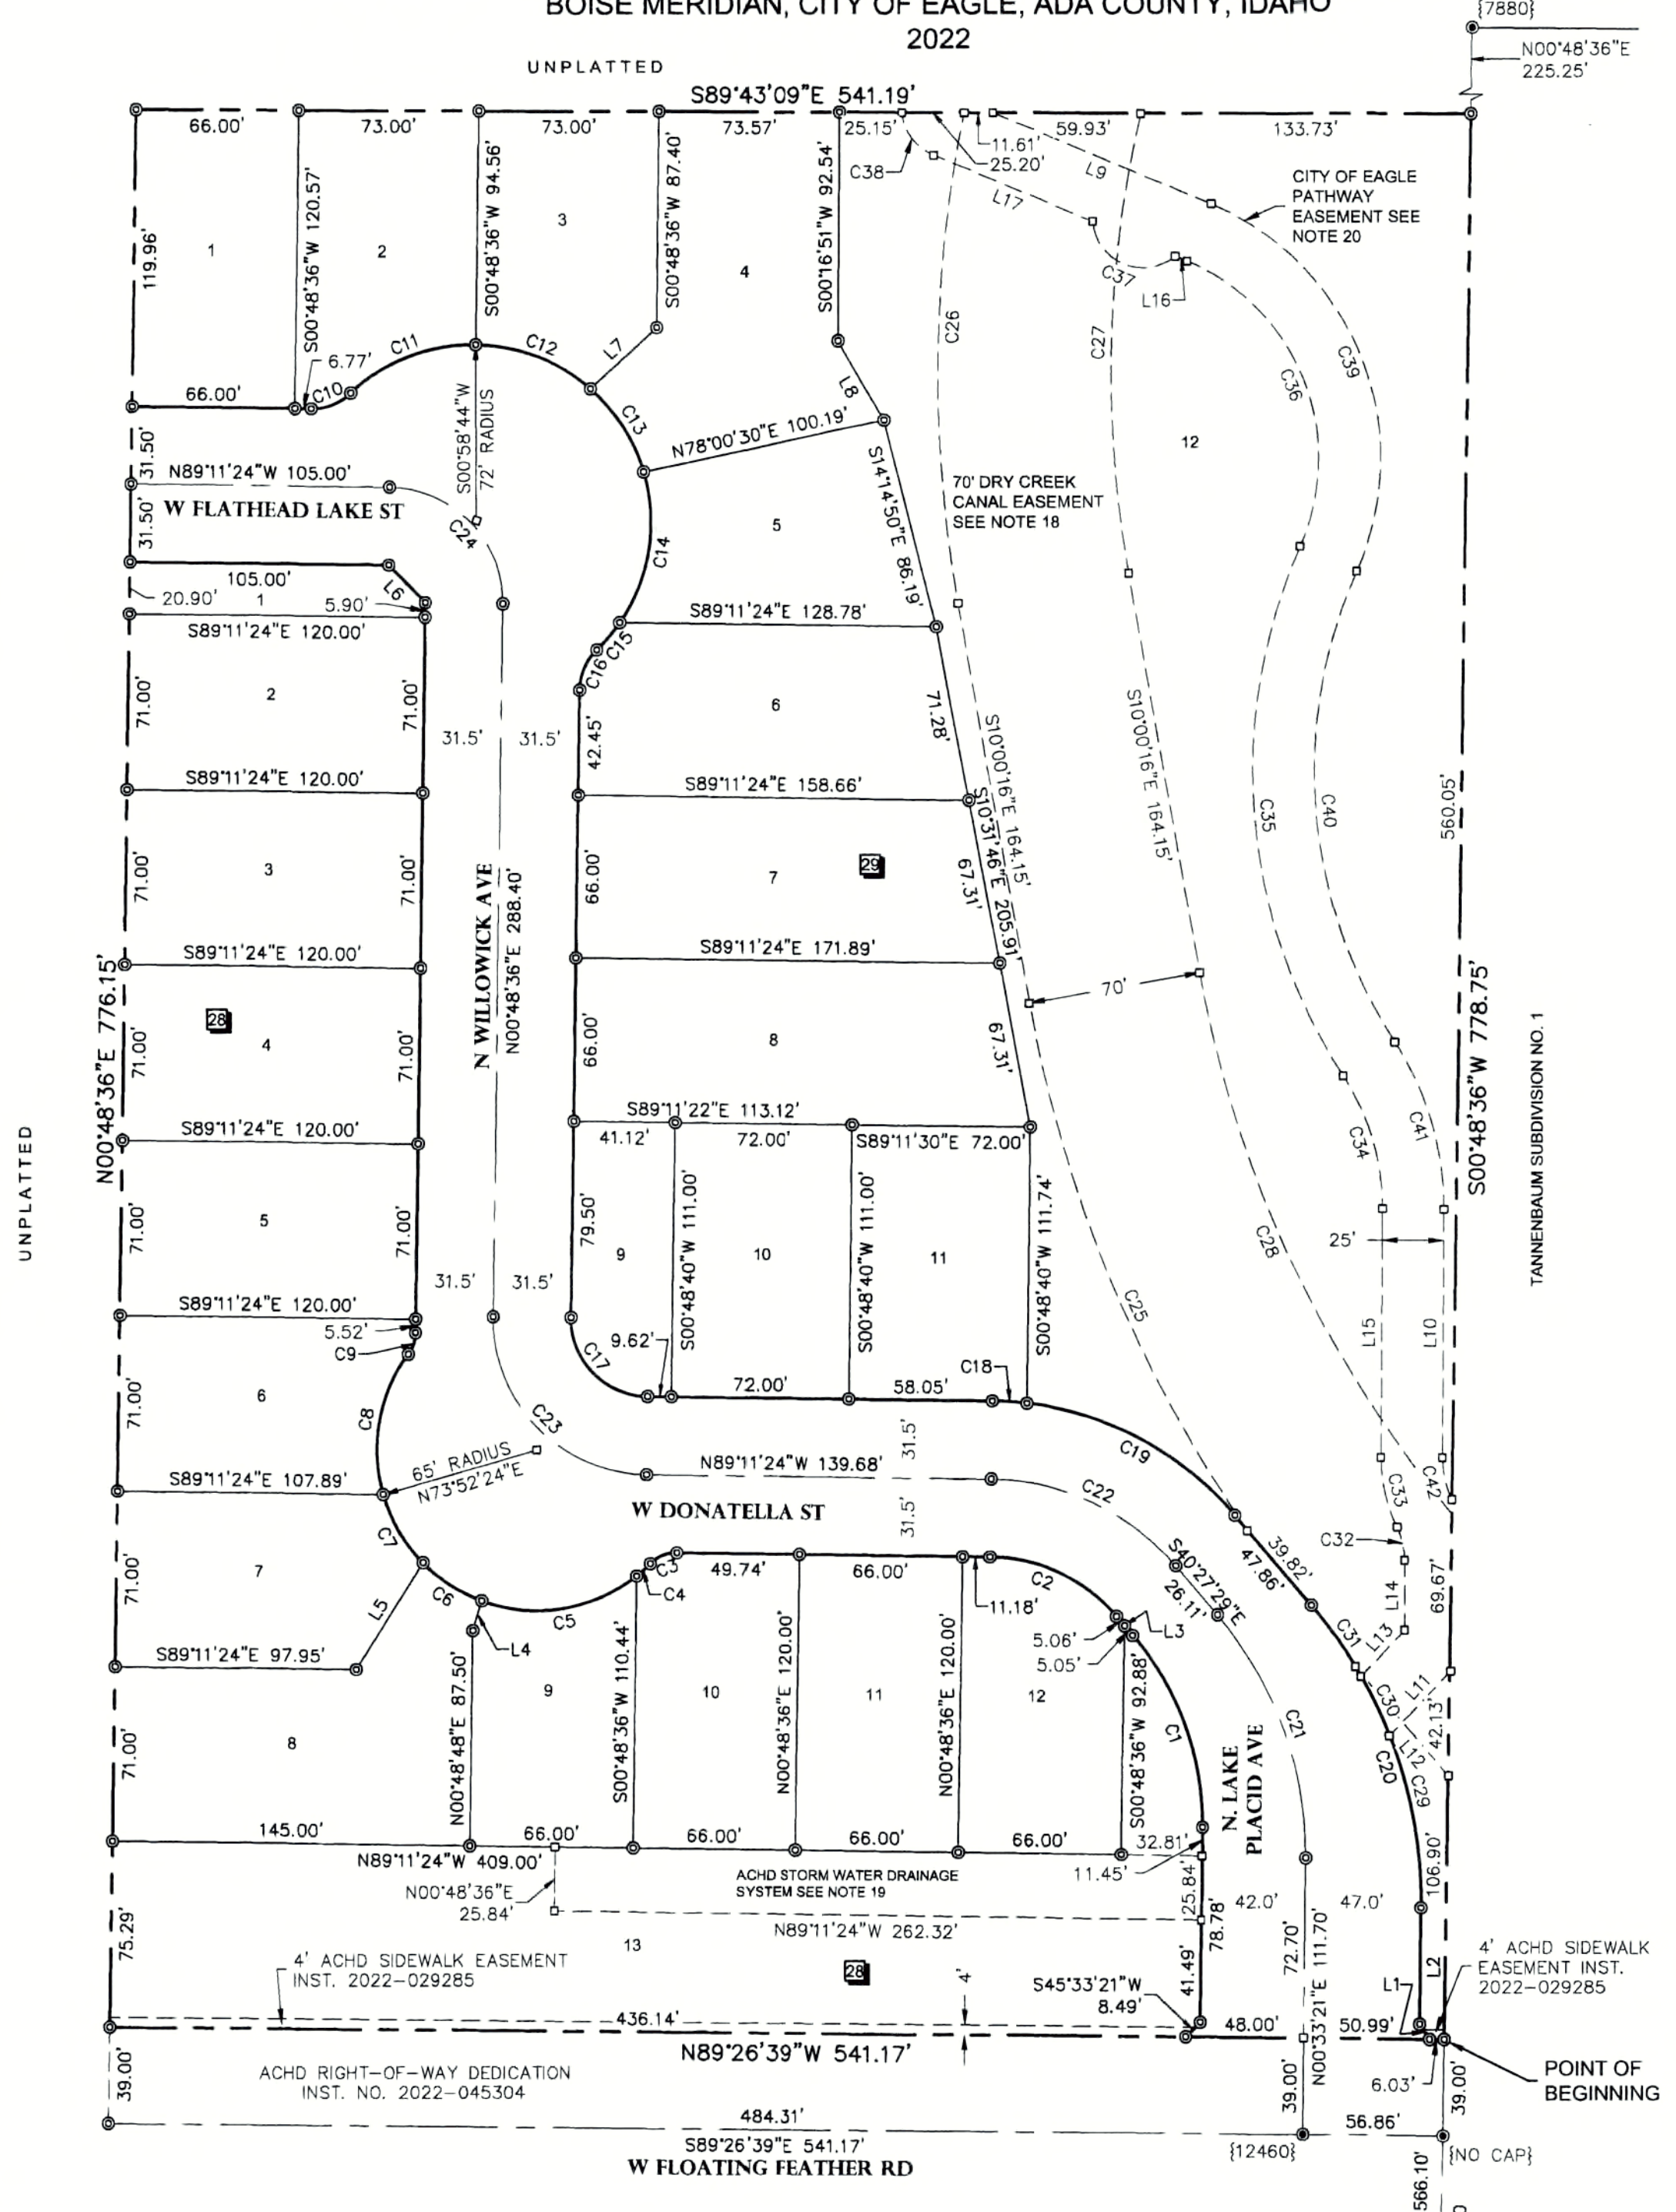 BOISE MERIDIAN, CITY OF EAGLE, ADA COUNTY, IDAHO
2022
{7880}
N00°48'36"E
225.25'
UNPLATTED
S89°43'09"E 541.19'
66.00'
73.00'
73.00'
73.57'
25.15'
11.61'
25.20'
59.93'
133.73'
C38
L17
L9
CITY OF EAGLE
PATHWAY
EASEMENT SEE
NOTE 20
119.96'
1
S00°48'36"W 120.57'
2
S00°48'36"W 94.56'
3
S00°48'36"W 87.40'
4
S00°16'51"W 92.54'
C37
L16
C26
C27
C36
C39
6.77'
C11
C12
L7
L8
66.00'
C10
C13
S00°58'44"W
72' RADIUS
N78°00'30"E 100.19'
12
31.50'
N89°11'24"W 105.00'
W FLATHEAD LAKE ST
31.50'
C24
S14°14'50"E 86.19'
70' DRY CREEK
CANAL EASEMENT
SEE NOTE 18
5
C14
105.00'
L6
20.90'
1
5.90'
S89°11'24"E 120.00'
S89°11'24"E 128.78'
C15
C16
71.00'
2
71.00'
31.5'
31.5'
42.45'
6
71.28'
S10°00'16"E 164.15'
S10°00'16"E 164.15'
S89°11'24"E 120.00'
S89°11'24"E 158.66'
S10°31'46"E 205.91'
C35
C40
560.05'
71.00'
3
71.00'
N WILLOWICK AVE
N00°48'36"E 288.40'
66.00'
7
29
67.31'
S89°11'24"E 120.00'
S89°11'24"E 171.89'
70'
N00°48'36"E 776.15'
28
71.00'
4
71.00'
66.00'
8
67.31'
S00°48'36"W 778.75'
TANNENBAUM SUBDIVISION NO. 1
UNPLATTED
S89°11'24"E 120.00'
S89°11'22"E 113.12'
41.12'
72.00'
S89°11'30"E 72.00'
C34
C41
71.00'
5
71.00'
79.50'
9
S00°48'40"W 111.00'
10
S00°48'40"W 111.00'
11
S00°48'40"W 111.74'
C28
25'
31.5'
31.5'
S89°11'24"E 120.00'
5.52'
C9
C17
9.62'
C18
C25
L15
L10
72.00'
58.05'
71.00'
6
C8
C23
31.5'
C19
65' RADIUS
N73°52'24"E
N89°11'24"W 139.68'
S89°11'24"E 107.89'
W DONATELLA ST
31.5'
C22
C33
C42
C32
C7
7
71.00'
C3
C4
49.74'
66.00'
11.18'
C2
S40°27'29"E
26.11'
39.82'
47.86'
L14
69.67'
L5
C6
C5
L4
5.06'
5.05'
L3
C31
L13
S89°11'24"E 97.95'
N00°48'48"E 87.50'
9
S00°48'36"W 110.44'
10
N00°48'36"E 120.00'
11
N00°48'36"E 120.00'
12
S00°48'36"W 92.88'
C1
N. LAKE
PLACID AVE
C21
C30
L11
42.13'
L12
C20
C29
71.00'
8
145.00'
66.00'
66.00'
66.00'
66.00'
32.81'
11.45'
N89°11'24"W 409.00'
N00°48'36"E
25.84'
ACHD STORM WATER DRAINAGE
SYSTEM SEE NOTE 19
25.84'
106.90'
42.0'
47.0'
N89°11'24"W 262.32'
78.78'
75.29'
13
4' ACHD SIDEWALK EASEMENT
INST. 2022-029285
28
4'
S45°33'21"W
8.49'
41.49'
72.70'
N00°33'21"E 111.70'
L1
L2
4' ACHD SIDEWALK
EASEMENT INST.
2022-029285
436.14'
48.00'
50.99'
N89°26'39"W 541.17'
POINT OF
BEGINNING
39.00'
ACHD RIGHT-OF-WAY DEDICATION
INST. NO. 2022-045304
39.00'
6.03'
39.00'
484.31'
56.86'
S89°26'39"E 541.17'
W FLOATING FEATHER RD
{12460}
{NO CAP}
566.10'